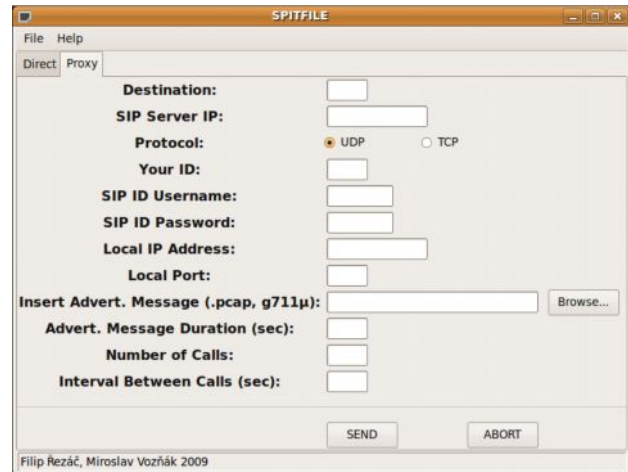 SPITFILE
File Help
Direct Proxy
Destination:
SIP Server IP:
Protocol: UDP TCP
Your ID:
SIP ID Username:
SIP ID Password:
Local IP Address:
Local Port:
Insert Advert. Message (.pcap, g711µ): Browse...
Advert. Message Duration (sec):
Number of Calls:
Interval Between Calls (sec):
SEND ABORT
Filip Řezáč, Miroslav Vozňák 2009